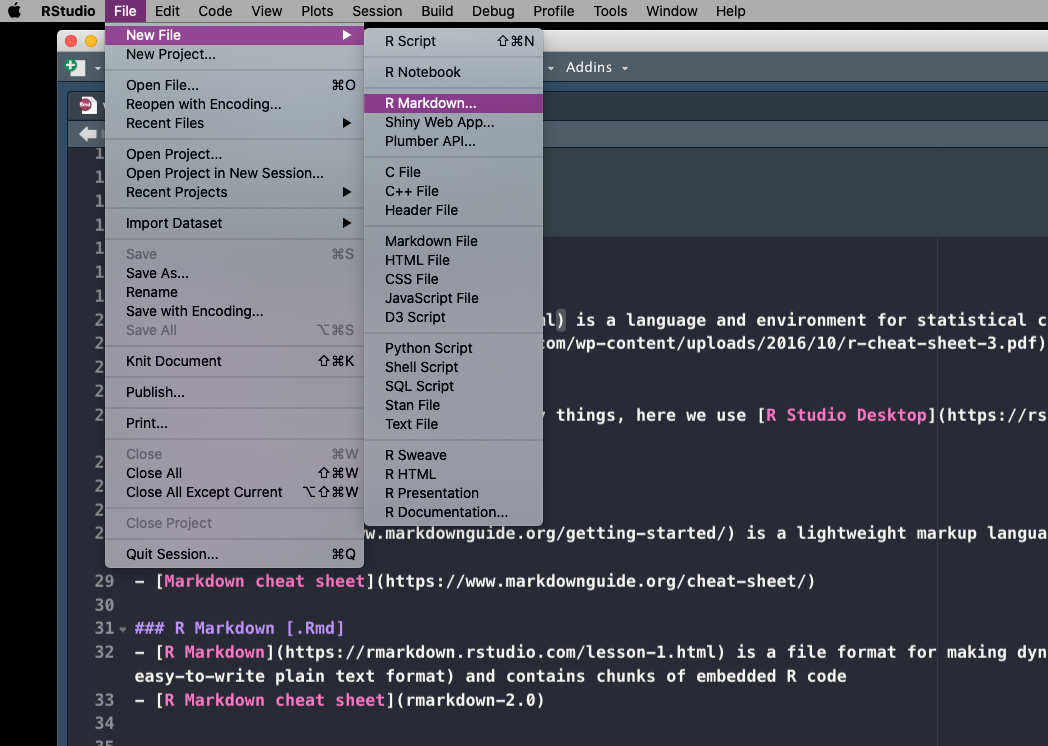 RStudio File Edit Code View Plots Session Build Debug Profile Tools Window Help
New File
New Project...
Open File... ⌘O
Reopen with Encoding...
Recent Files
Open Project...
Open Project in New Session...
Recent Projects
Import Dataset
Save ⌘S
Save As...
Rename
Save with Encoding...
Save All ⌥⌘S
Knit Document ⇧⌘K
Publish...
Print...
Close ⌘W
Close All ⇧⌘W
Close All Except Current ⌥⇧⌘W
Close Project
Quit Session... ⌘Q
R Script ⇧⌘N
R Notebook
R Markdown...
Shiny Web App...
Plumber API...
C File
C++ File
Header File
Markdown File
HTML File
CSS File
JavaScript File
D3 Script
Python Script
Shell Script
SQL Script
Stan File
Text File
R Sweave
R HTML
R Presentation
R Documentation...
Addins
) is a language and environment for statistical c
com/wp-content/uploads/2016/10/r-cheat-sheet-3.pdf)
things, here we use [R Studio Desktop](https://rs
w.markdownguide.org/getting-started/) is a lightweight markup langua
29 - [Markdown cheat sheet](https://www.markdownguide.org/cheat-sheet/)
30
31 ### R Markdown [.Rmd]
32 - [R Markdown](https://rmarkdown.rstudio.com/lesson-1.html) is a file format for making dyn
easy-to-write plain text format) and contains chunks of embedded R code
33 - [R Markdown cheat sheet](rmarkdown-2.0)
34